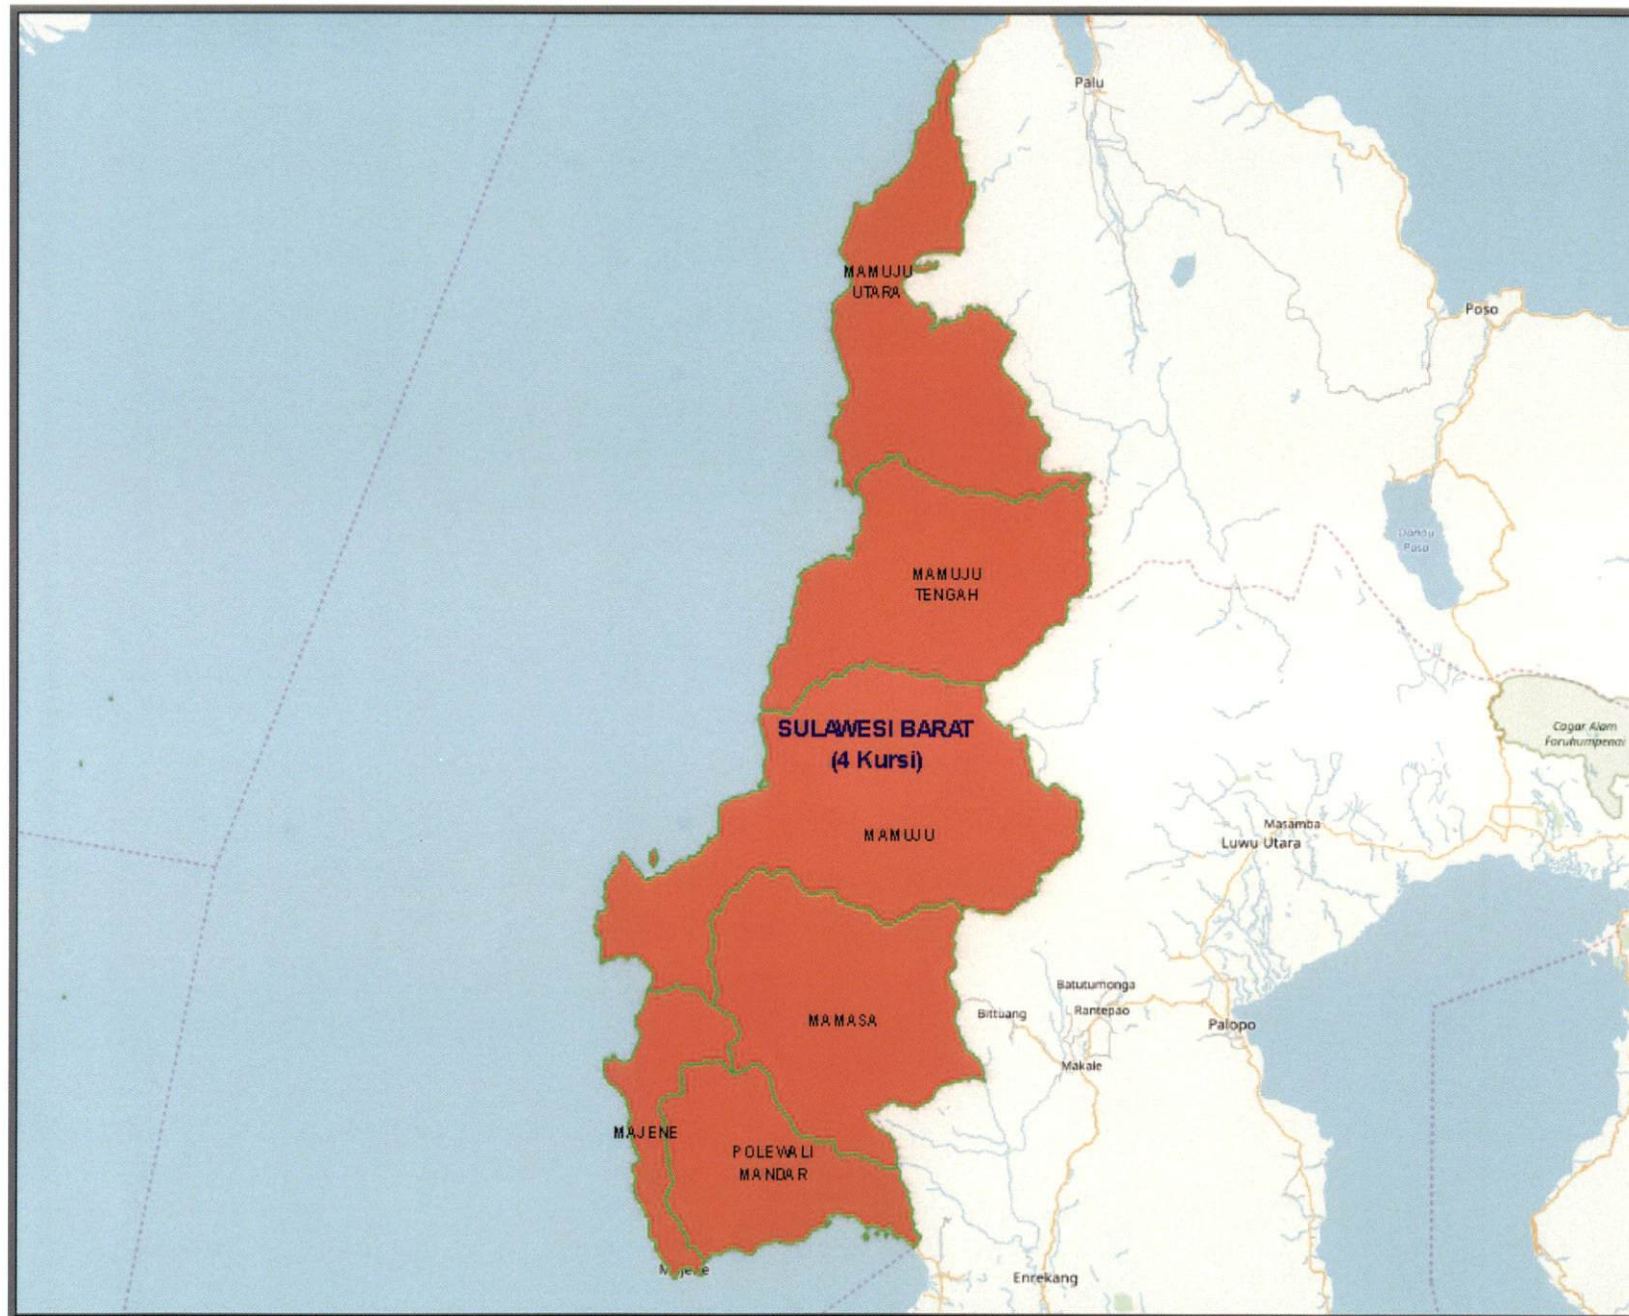 Palu
MAMUJU
UTARA
Poso
Danau
Poso
MAMUJU
TENGAH
SULAWESI BARAT
(4 Kursi)
Cagar Alam
Faruhumpenai
MAMUJU
Masamba
Luwu Utara
Batutumonga
Bittuang
Rantepao
MAMASA
Palopo
Makale
MAJENE
POLEWALI
MANDAR
Majene
Enrekang